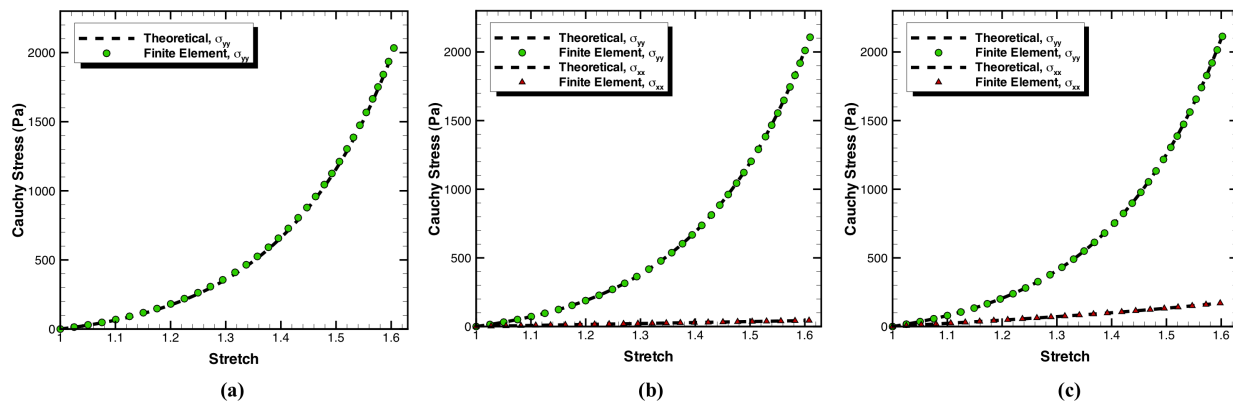 Theoretical, σyy
Finite Element, σyy
Cauchy Stress (Pa)
2000
1500
1000
500
0
1 1.1 1.2 1.3 1.4 1.5 1.6
Stretch
(a)
Theoretical, σyy
Finite Element, σyy
Theoretical, σxx
Finite Element, σxx
Cauchy Stress (Pa)
2000
1500
1000
500
0
1 1.1 1.2 1.3 1.4 1.5 1.6
Stretch
(b)
Theoretical, σyy
Finite Element, σyy
Theoretical, σxx
Finite Element, σxx
Cauchy Stress (Pa)
2000
1500
1000
500
0
1 1.1 1.2 1.3 1.4 1.5 1.6
Stretch
(c)